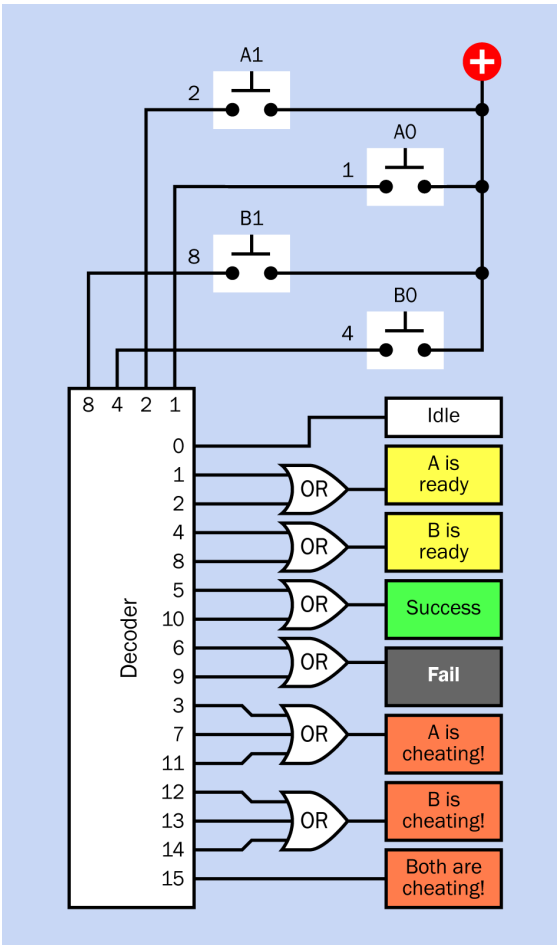 A1
2
A0
1
B1
8
B0
4
8 4 2 1
0
Idle
1
OR
A is
ready
2
4
OR
B is
ready
8
5
OR
Success
10
6
OR
Fail
9
3
7
OR
A is
cheating!
11
12
13
OR
B is
cheating!
14
15
Both are
cheating!
Decoder